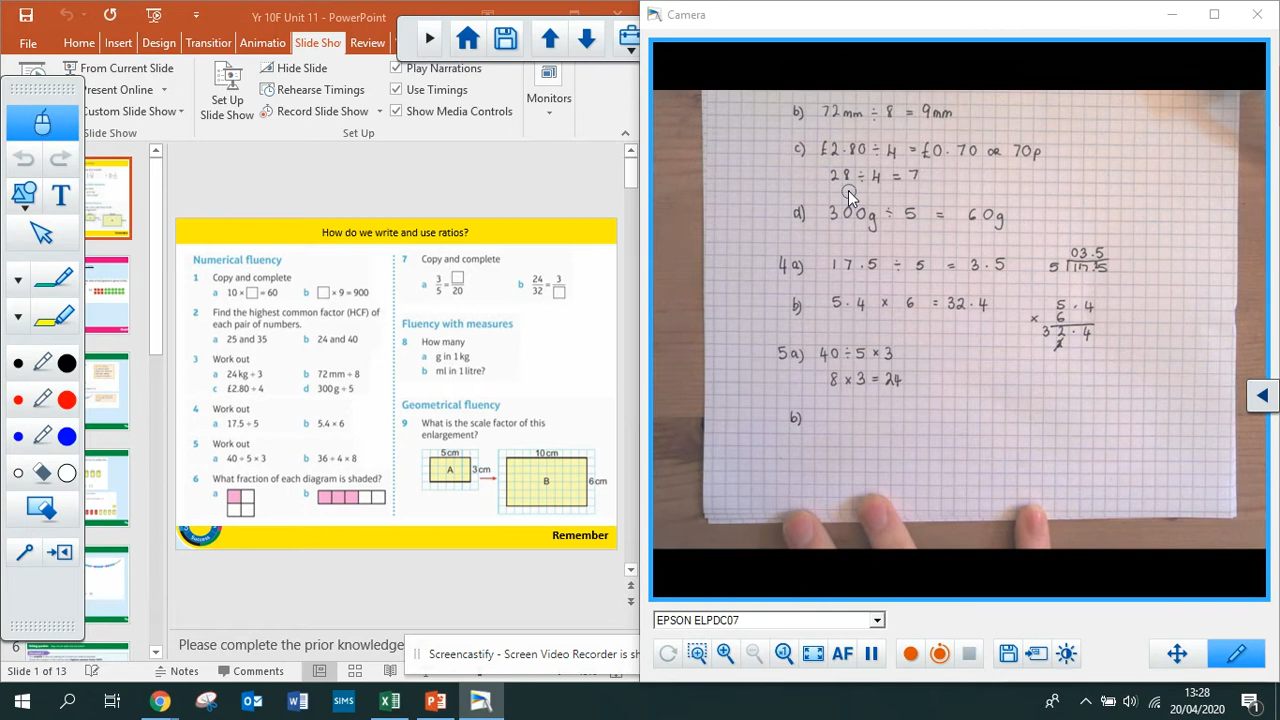 Yr 10F Unit 11 - PowerPoint
File Home Insert Design Transition Animatio Slide Sho Review
From Current Slide
Present Online
Custom Slide Show
Show
Set Up Slide Show
Hide Slide
Rehearse Timings
Record Slide Show
Set Up
Play Narrations
Use Timings
Show Media Controls
Monitors
How do we write and use ratios?
Numerical fluency
1 Copy and complete
a 10 × □ = 60 b □ × 9 = 900
2 Find the highest common factor (HCF) of
each pair of numbers.
a 25 and 35 b 24 and 40
3 Work out
a 24 kg ÷ 3 b 72 mm ÷ 8
c £2.80 ÷ 4 d 300 g ÷ 5
4 Work out
a 17.5 ÷ 5 b 5.4 × 6
5 Work out
a 40 ÷ 5 × 3 b 36 ÷ 4 × 8
6 What fraction of each diagram is shaded?
a b
7 Copy and complete
a 3/5 = □/20 b 24/32 = 3/□
Fluency with measures
8 How many
a g in 1 kg
b ml in 1 litre?
Geometrical fluency
9 What is the scale factor of this
enlargement?
5cm 10cm
A 3cm B 6cm
Success
Remember
Please complete the prior knowledge
Screencastify - Screen Video Recorder is sh
Slide 1 of 13 Notes Comments
6
Camera
b) 72mm ÷ 8 = 9mm
c) £2.80 ÷ 4 = £0.70 or 70p
28 ÷ 4 = 7
d) 300g ÷ 5 = 60g
4a) 17.5 ÷ 5 = 3.5
03.5
5 17.5
b) 5.4 × 6 = 32.4
5.4
× 6
32.4
2
5a) 40 ÷ 5 × 3
8 × 3 = 24
b)
EPSON ELPDC07
AF
SIMS
13:28
20/04/2020